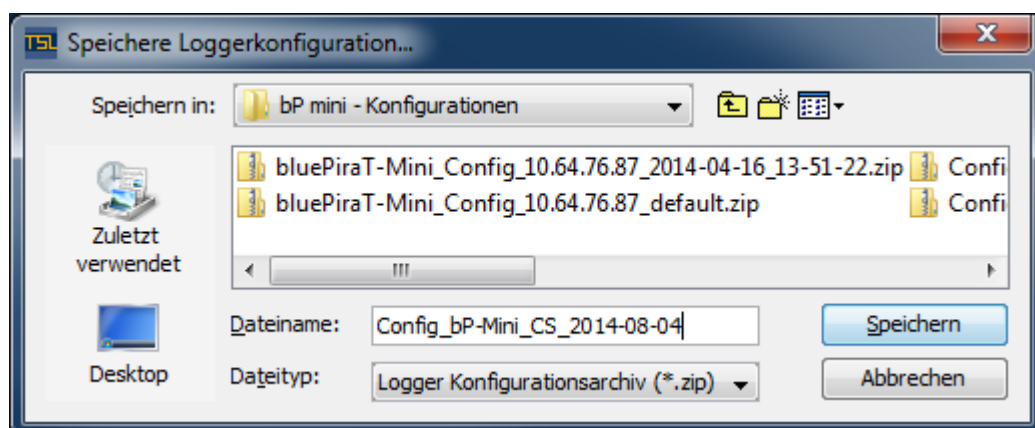 TSL Speichere Loggerkonfiguration...
Speichern in: bP mini - Konfigurationen
bluePiraT-Mini_Config_10.64.76.87_2014-04-16_13-51-22.zip Confi
bluePiraT-Mini_Config_10.64.76.87_default.zip Confi
Zuletzt
verwendet
Dateiname: Config_bP-Mini_CS_2014-08-04 Speichern
Desktop
Dateityp: Logger Konfigurationsarchiv (*.zip) Abbrechen